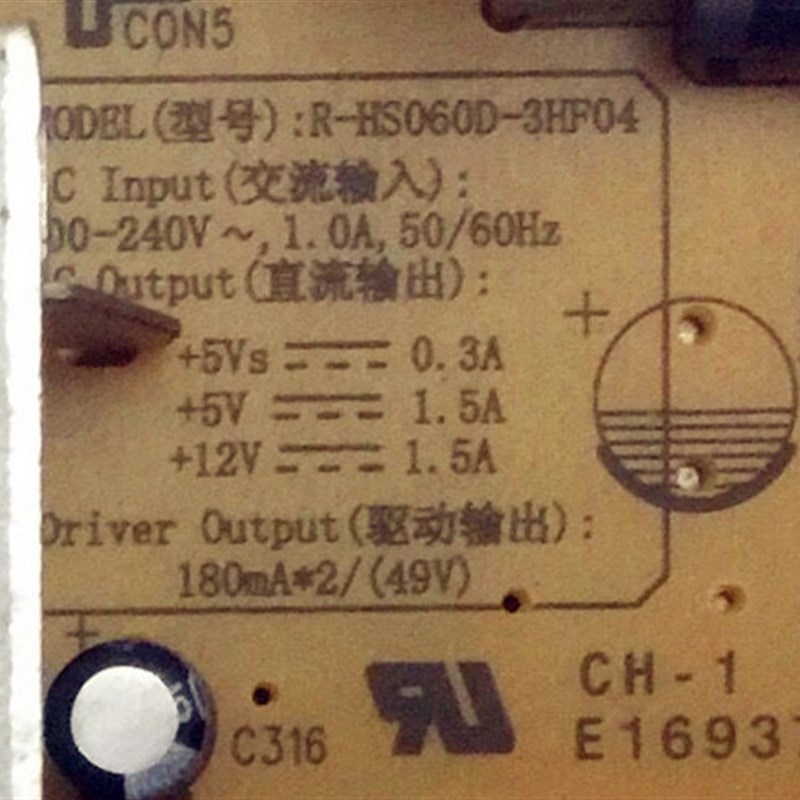 CON5
MODEL(型号):R-HS060D-3HF04
C Input(交流输入):
00-240V～,1.0A,50/60Hz
C Output(直流输出):
+5Vs 0.3A
+5V 1.5A
+12V 1.5A
Driver Output(驱动输出):
180mA*2/(49V)
+
+
CH-1
C316
E16937